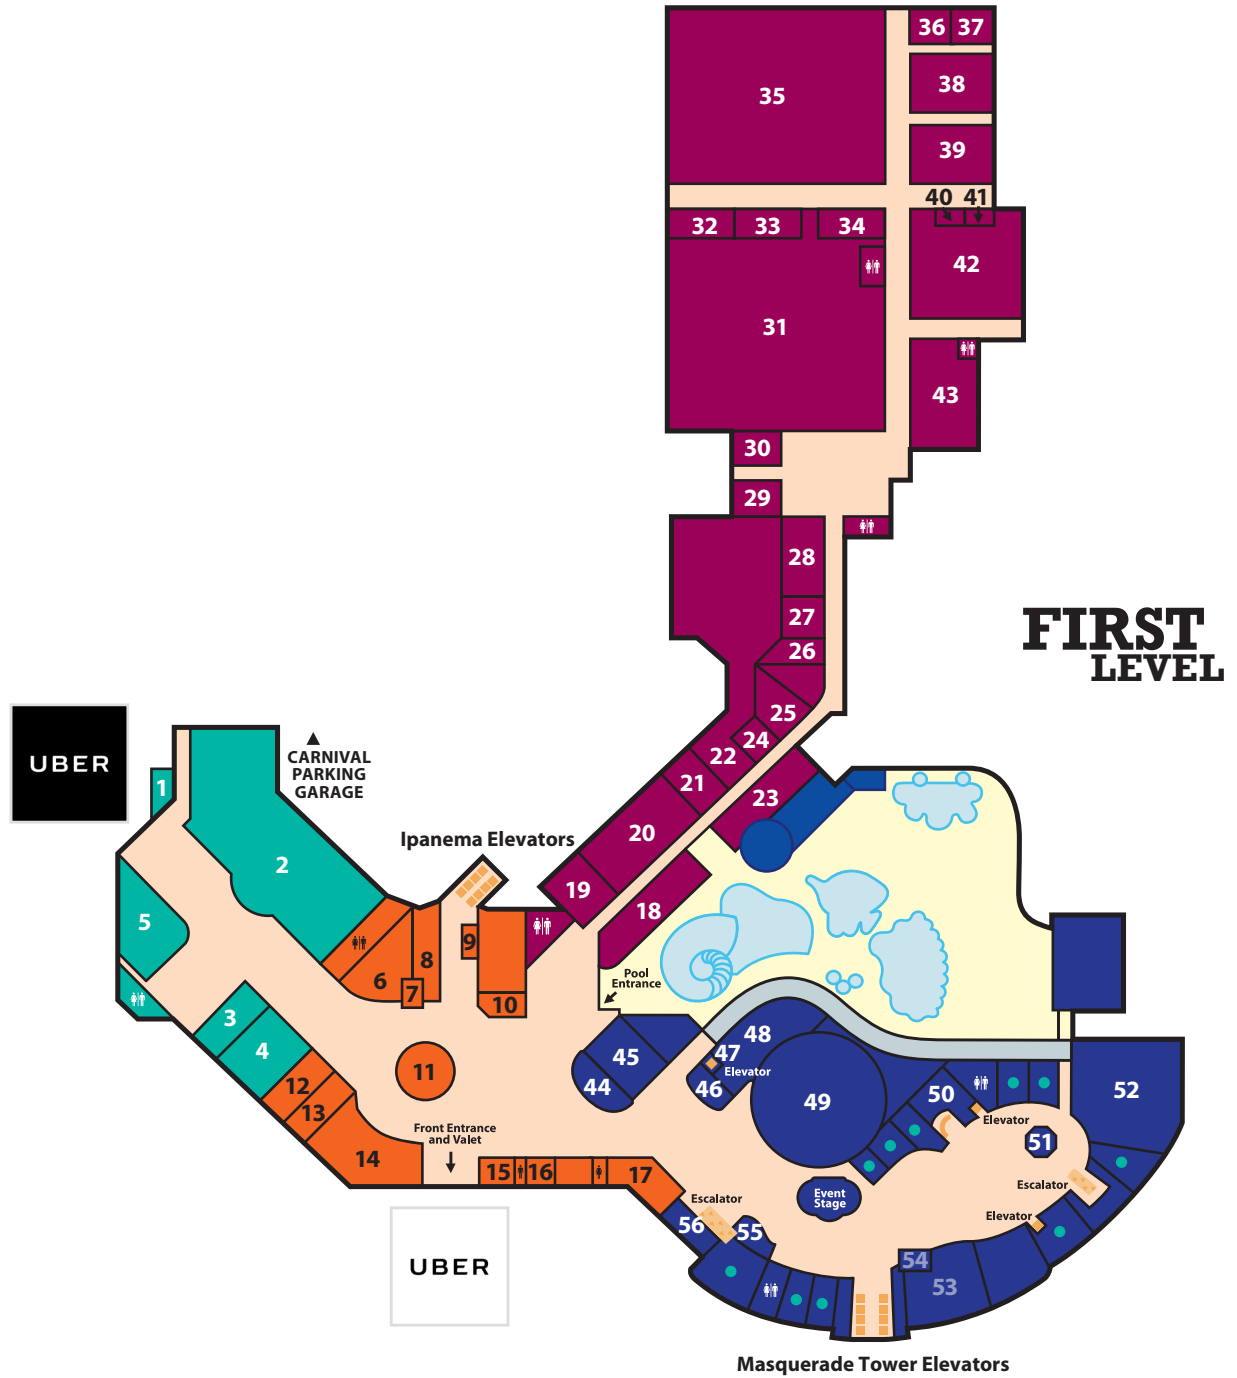 36 37
35
38
39
40 41
32 33 34
42
31
43
30
29
28
27
FIRST
LEVEL
26
25
24
22
21
23
20
19
18
UBER
▲
CARNIVAL
PARKING
GARAGE
1
2
Ipanema Elevators
5
6
7
8
9
10
Pool
Entrance
3
4
11
12
13
14
Front Entrance
and Valet
15 16
17
UBER
45
44
48
47
Elevator
46
49
50
Elevator
51
52
Escalator
Elevator
Event
Stage
Escalator
56
55
54
53
Masquerade Tower Elevators